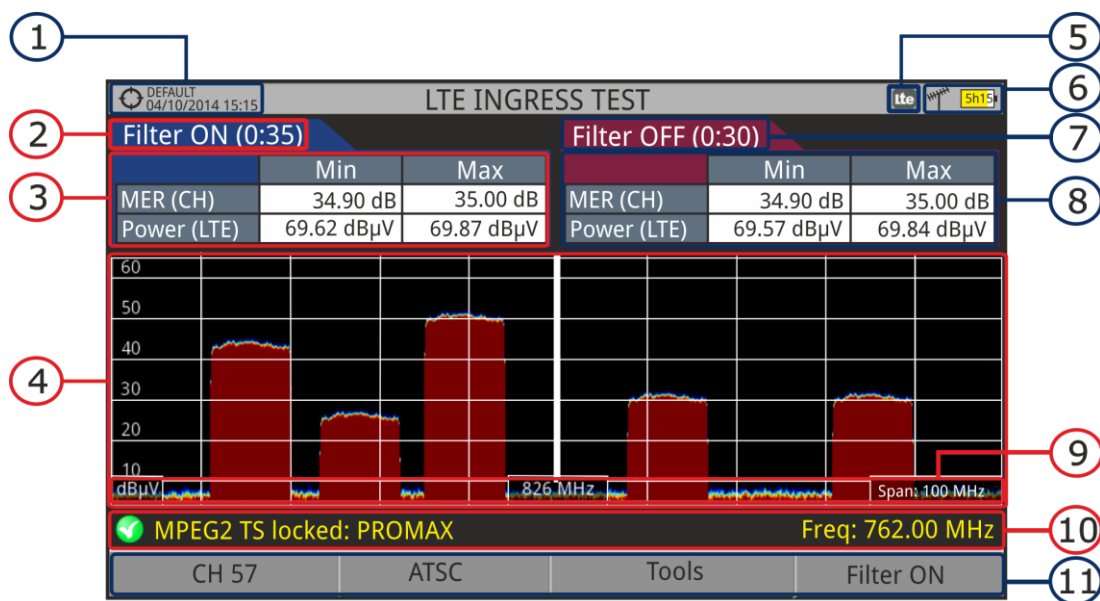 1
5
DEFAULT
04/10/2014 15:15
LTE INGRESS TEST
lte
5h15
6
2
Filter ON (0:35)
Filter OFF (0:30)
7
Min Max
Min Max
3
MER (CH) 34.90 dB 35.00 dB
MER (CH) 34.90 dB 35.00 dB
8
Power (LTE) 69.62 dBµV 69.87 dBµV
Power (LTE) 69.57 dBµV 69.84 dBµV
60
50
40
4
30
20
10
9
dBµV
826 MHz
Span: 100 MHz
MPEG2 TS locked: PROMAX
Freq: 762.00 MHz
10
CH 57
ATSC
Tools
Filter ON
11